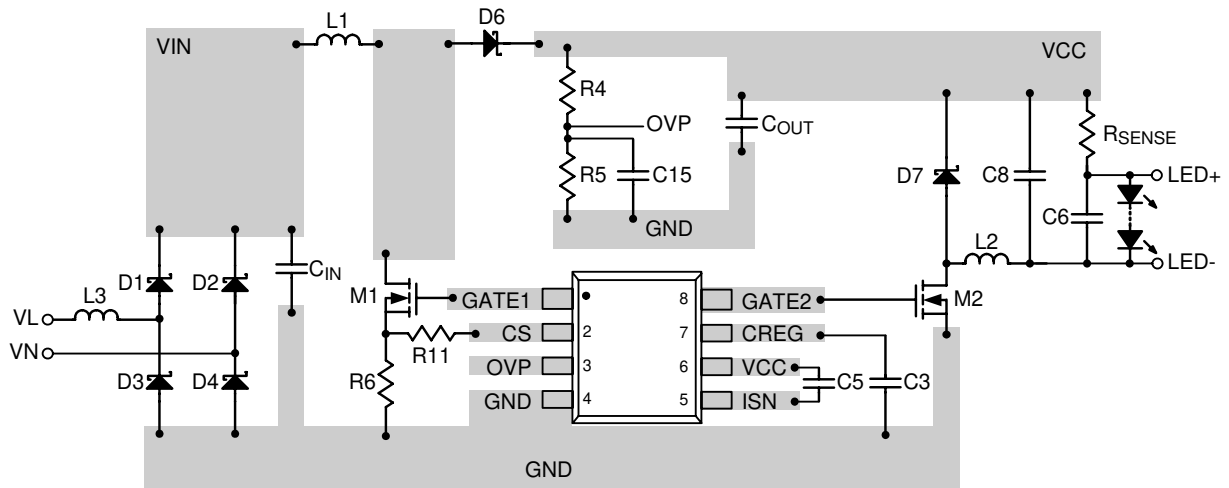 L1
D6
VIN
VCC
R4
OVP
COUT
RSENSE
R5
C15
D7
C8
LED+
C6
GND
L2
LED-
D1
D2
CIN
L3
M1
GATE1
8
GATE2
M2
VL
CS
2
7
CREG
VN
R11
D3
D4
R6
OVP
3
6
VCC
C5
C3
GND
4
5
ISN
GND